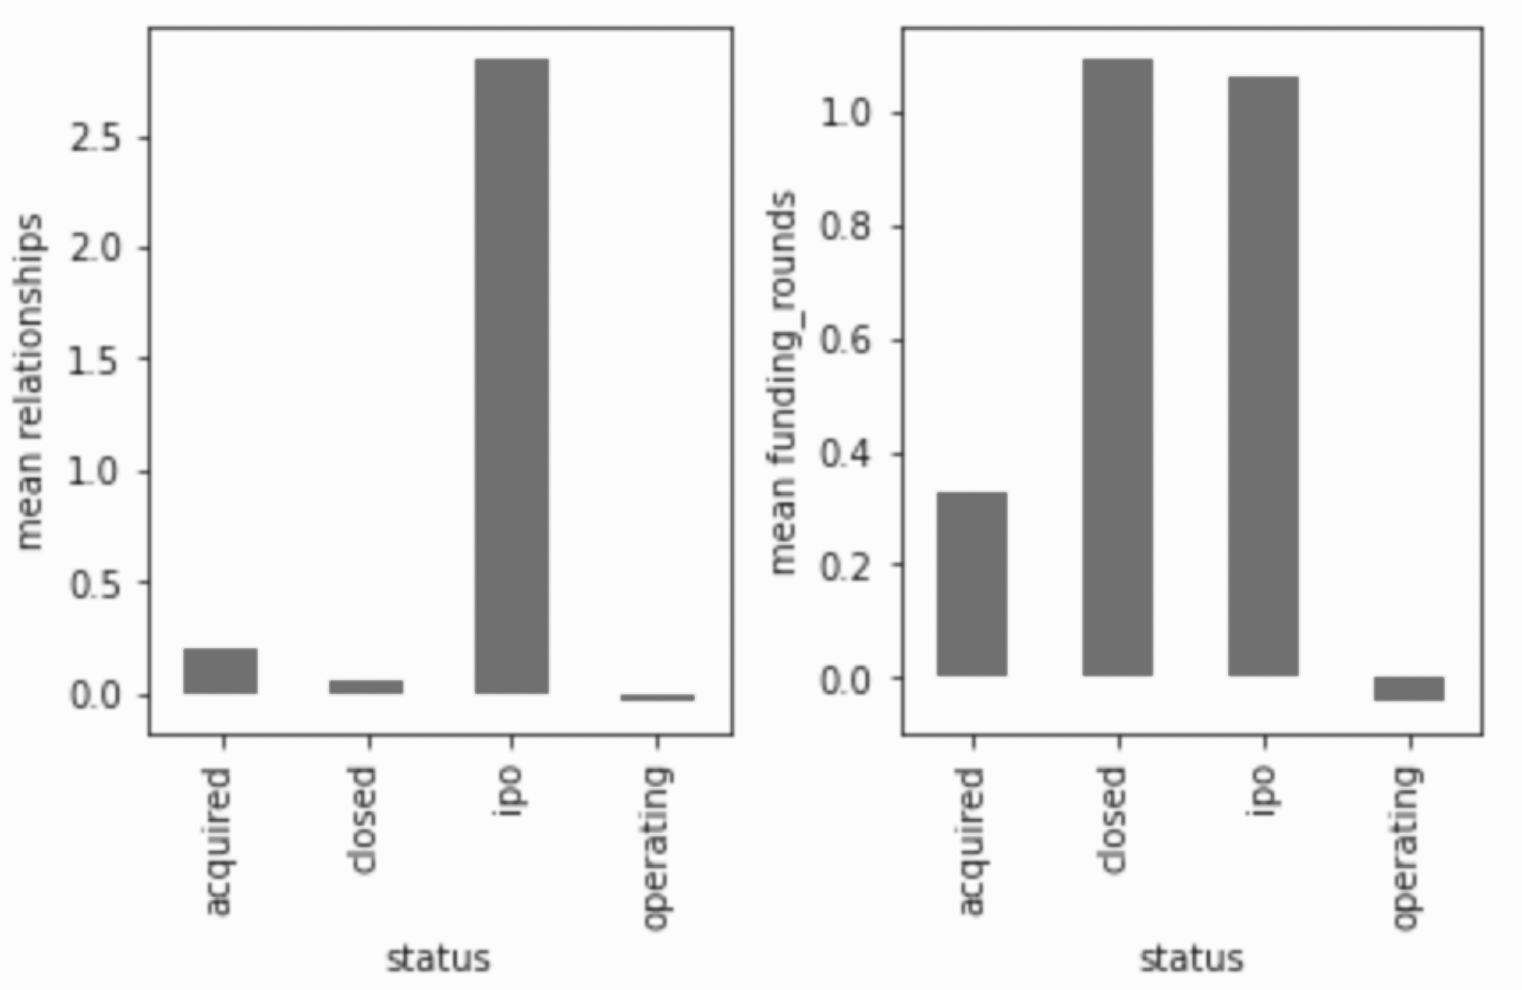 mean relationships
2.5
2.0
1.5
1.0
0.5
0.0
acquired
closed
ipo
operating
status
mean funding_rounds
1.0
0.8
0.6
0.4
0.2
0.0
acquired
closed
ipo
operating
status